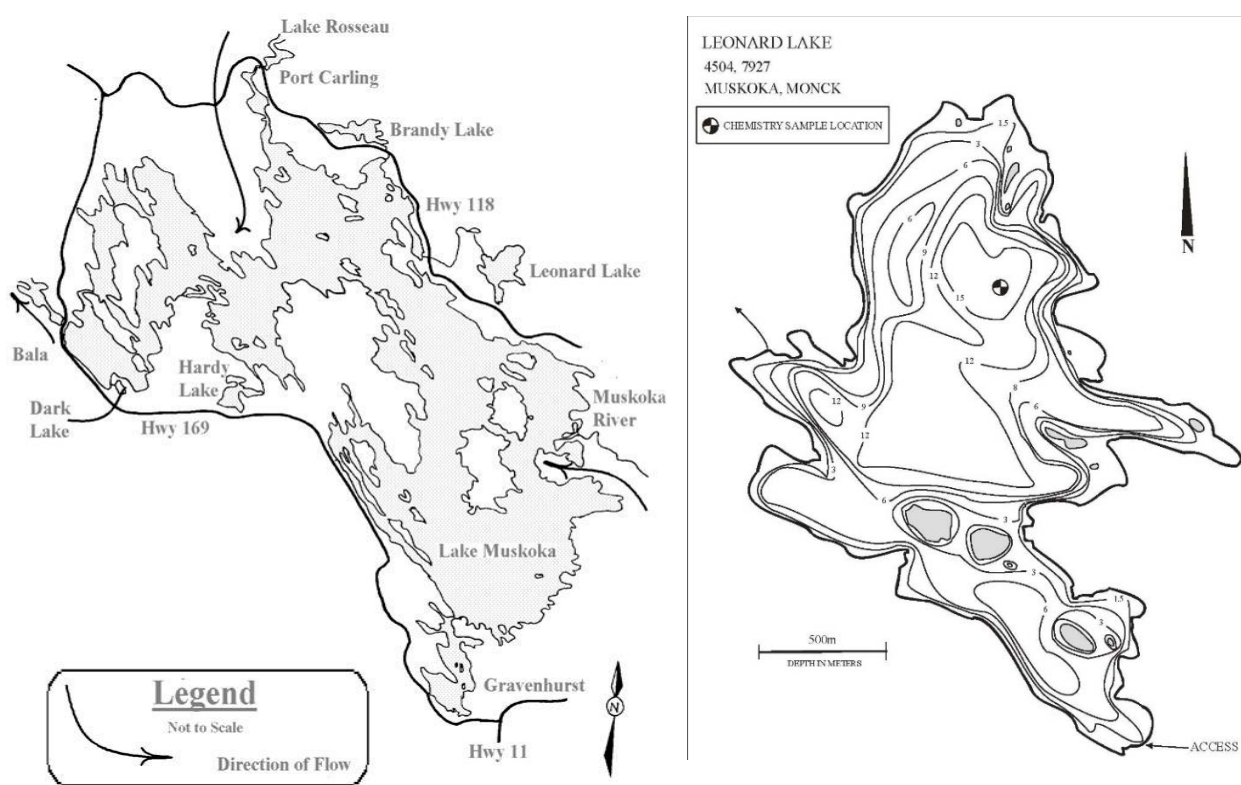 Lake Rosseau
Port Carling
Brandy Lake
Hwy 118
Leonard Lake
Bala
Hardy
Lake
Muskoka
River
Dark
Lake
Hwy 169
Lake Muskoka
Gravenhurst
N
Hwy 11
Legend
Not to Scale
Direction of Flow
LEONARD LAKE
4504, 7927
MUSKOKA, MONCK
CHEMISTRY SAMPLE LOCATION
N
1.5
3
6
6
9
12
15
12
8
12
9
6
12
3
6
3
3
6
1.5
3
500m
DEPTH IN METERS
ACCESS